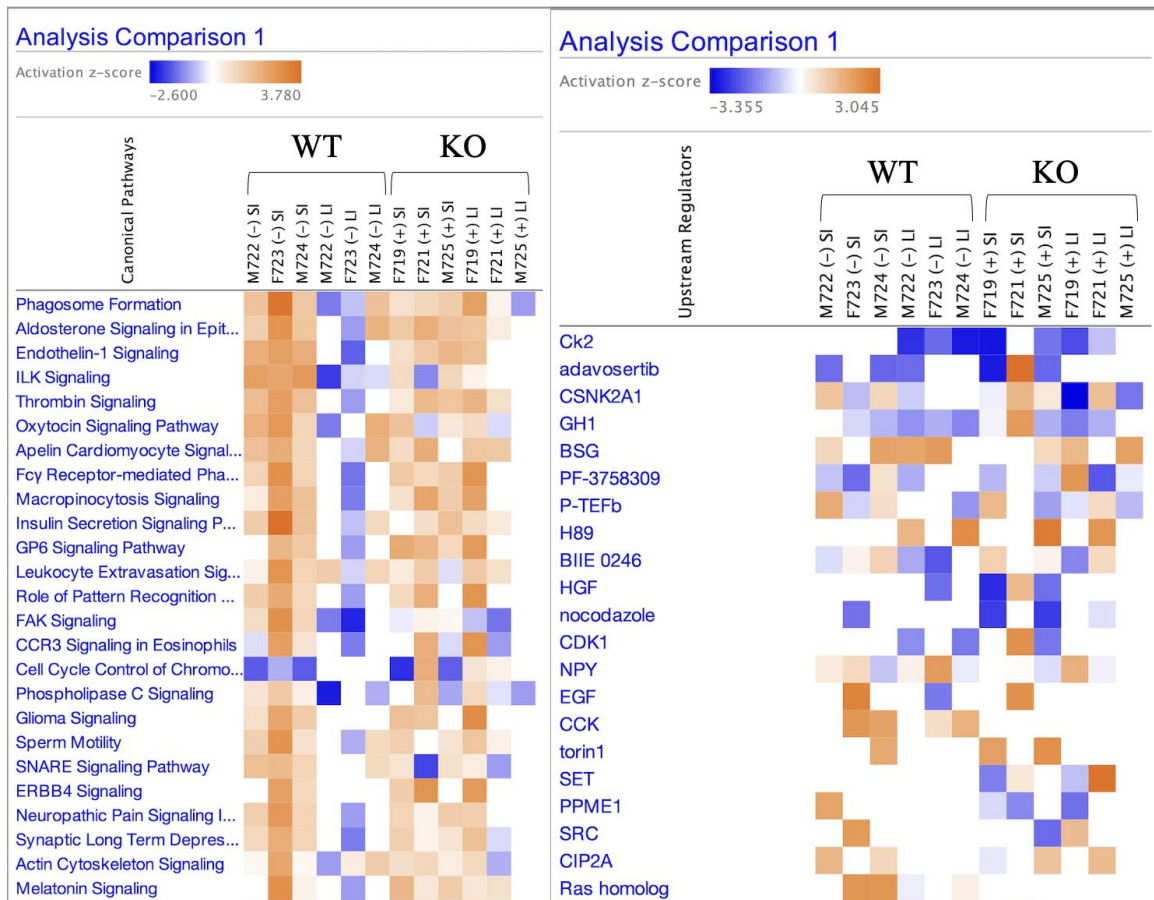 Analysis Comparison 1
Activation z-score
-2.600 3.780
Canonical Pathways
WT KO
M722 (-) SI
F723 (-) SI
M724 (-) SI
M722 (-) LI
F723 (-) LI
M724 (-) LI
F719 (+) SI
F721 (+) SI
M725 (+) SI
F719 (+) LI
F721 (+) LI
M725 (+) LI
Phagosome Formation
Aldosterone Signaling in Epit...
Endothelin-1 Signaling
ILK Signaling
Thrombin Signaling
Oxytocin Signaling Pathway
Apelin Cardiomyocyte Signal...
Fcγ Receptor-mediated Pha...
Macropinocytosis Signaling
Insulin Secretion Signaling P...
GP6 Signaling Pathway
Leukocyte Extravasation Sig...
Role of Pattern Recognition ...
FAK Signaling
CCR3 Signaling in Eosinophils
Cell Cycle Control of Chromo...
Phospholipase C Signaling
Glioma Signaling
Sperm Motility
SNARE Signaling Pathway
ERBB4 Signaling
Neuropathic Pain Signaling I...
Synaptic Long Term Depres...
Actin Cytoskeleton Signaling
Melatonin Signaling
Analysis Comparison 1
Activation z-score
-3.355 3.045
Upstream Regulators
WT KO
M722 (-) SI
F723 (-) SI
M724 (-) SI
M722 (-) LI
F723 (-) LI
M724 (-) LI
F719 (+) SI
F721 (+) SI
M725 (+) SI
F719 (+) LI
F721 (+) LI
M725 (+) LI
Ck2
adavosertib
CSNK2A1
GH1
BSG
PF-3758309
P-TEFb
H89
BIIE 0246
HGF
nocodazole
CDK1
NPY
EGF
CCK
torin1
SET
PPME1
SRC
CIP2A
Ras homolog